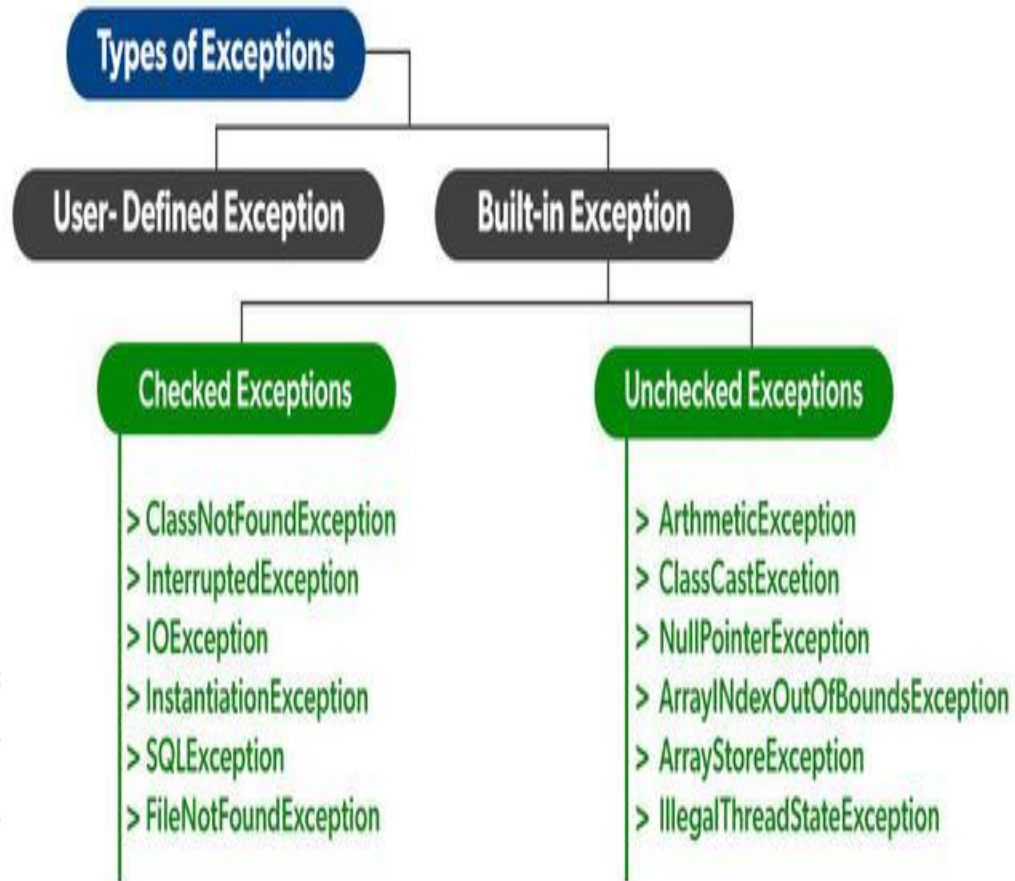 Types of Exceptions
User- Defined Exception
Built-in Exception
Checked Exceptions
> ClassNotFoundException
> InterruptedException
> IOException
> InstantiationException
> SQLException
> FileNotFoundException
Unchecked Exceptions
> ArthmeticException
> ClassCastExcetion
> NullPointerException
> ArrayINdexOutOfBoundsException
> ArrayStoreException
> IllegalThreadStateException